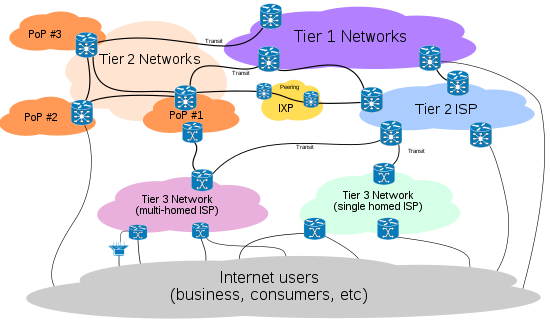 PoP #3
Transit
Tier 1 Networks
Tier 2 Networks
Transit
Peering
IXP
Tier 2 ISP
PoP #2
PoP #1
Transit
Transit
Tier 3 Network
(multi-homed ISP)
Tier 3 Network
(single homed ISP)
Internet users
(business, consumers, etc)